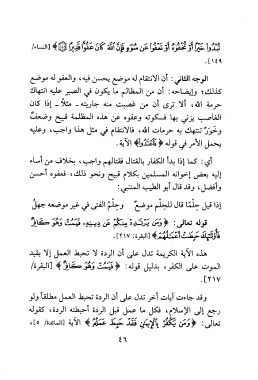 تُبْدُوا خَيْرًا أَوْ تُخْفُوهُ أَوْ تَعْفُوا عَن سُوءٍ فَإِنَّ اللَّهَ كَانَ عَفُوًّا قَدِيرًا ﴾ [النساء/
١٤٩].
الوجه الثاني: أن الانتقام له موضع يحسن فيه، والعفو له موضع
كذلك؛ وإيضاحه: أن من المظالم ما يكون في الصبر عليه انتهاك
حرمة الله، ألا ترى أن من غصبت منه جاريته ـ مثلاً ـ إذا كان
الغاصب يزني بها فسكوته وعفوه عن هذه المظلمة قبيح وضعفٌ
وخَوَرٌ تنتهك به حرمات الله، فالانتقام في مثل هذا واجب، وعليه
يحمل الأمر في قوله ﴿ فَاعْتَدُوا ﴾ الآية.
أي: كما إذا بدأ الكفار بالقتال فقتالهم واجب، بخلاف من أساء
إليه بعض إخوانه المسلمين بكلام قبيح ونحو ذلك، فعفوه أحسن
وأفضل، وقد قال أبو الطيب المتنبي:
إذا قيل حِلْمًا قال للحِلْم موضع وحِلْمُ الفتى في غير موضعه جهلٌ
قوله تعالى: ﴿ وَمَن يَرْتَدِدْ مِنكُمْ عَن دِينِهِ فَيَمُتْ وَهُوَ كَافِرٌ
فَأُولَٰئِكَ حَبِطَتْ أَعْمَالُهُمْ ﴾ [البقرة: ٢١٧].
هذه الآية الكريمة تدل على أن الردة لا تحبط العمل إلا بقيد
الموت على الكفر، بدليل قوله: ﴿ فَيَمُتْ وَهُوَ كَافِرٌ ﴾ [البقرة/
٢١٧].
وقد جاءت آيات أخر تدل على أن الردة تحبط العمل مطلقًا ولو
رجع إلى الإسلام، فكل ما عمل قبل الردة أحبطته الردة، كقوله
تعالى: ﴿ وَمَن يَكْفُرْ بِالْإِيمَانِ فَقَدْ حَبِطَ عَمَلُهُ ﴾ الآية [المائدة/ ٥]،
٤٦